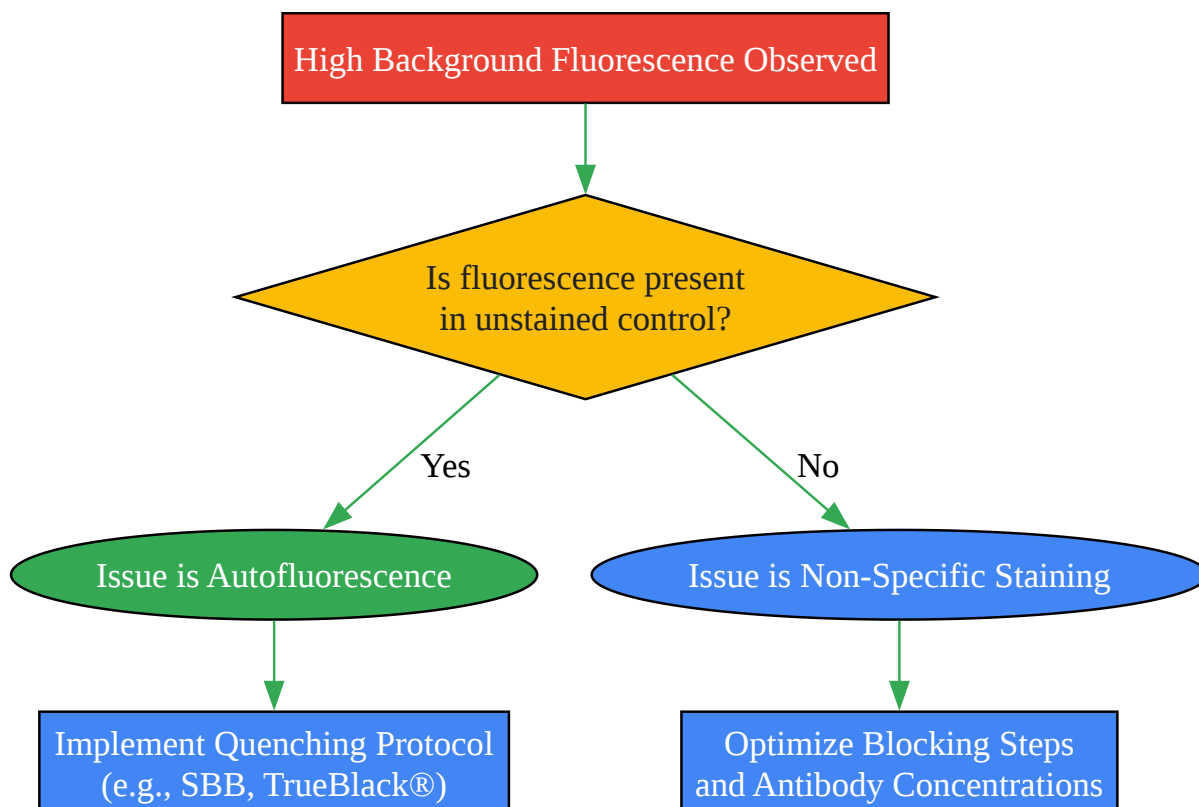 High Background Fluorescence Observed
Is fluorescence present
in unstained control?
Yes
No
Issue is Autofluorescence
Issue is Non-Specific Staining
Implement Quenching Protocol
(e.g., SBB, TrueBlack®)
Optimize Blocking Steps
and Antibody Concentrations